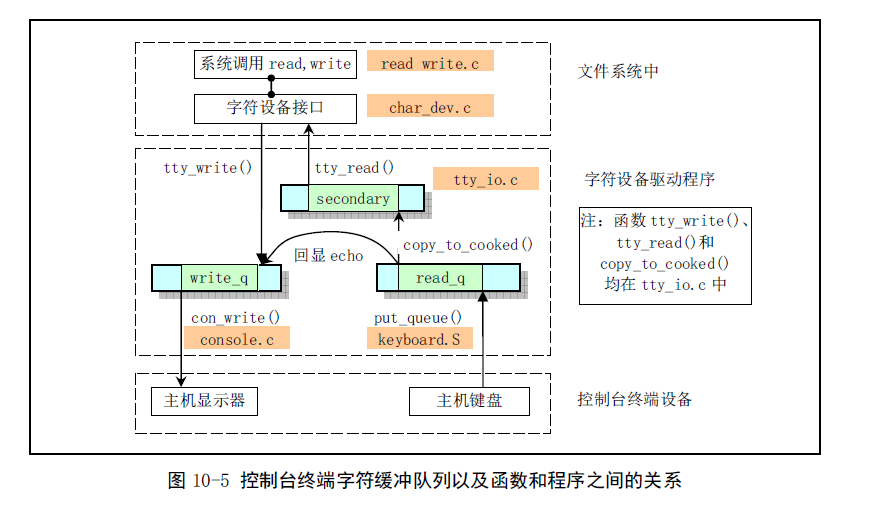 系统调用 read,write
read_write.c
文件系统中
字符设备接口
char_dev.c
tty_write()
tty_read()
tty_io.c
字符设备驱动程序
secondary
注：函数 tty_write()、
tty_read()和
copy_to_cooked()
均在 tty_io.c 中
回显 echo
copy_to_cooked()
write_q
read_q
con_write()
console.c
put_queue()
keyboard.S
主机显示器
主机键盘
控制台终端设备
图 10-5 控制台终端字符缓冲队列以及函数和程序之间的关系